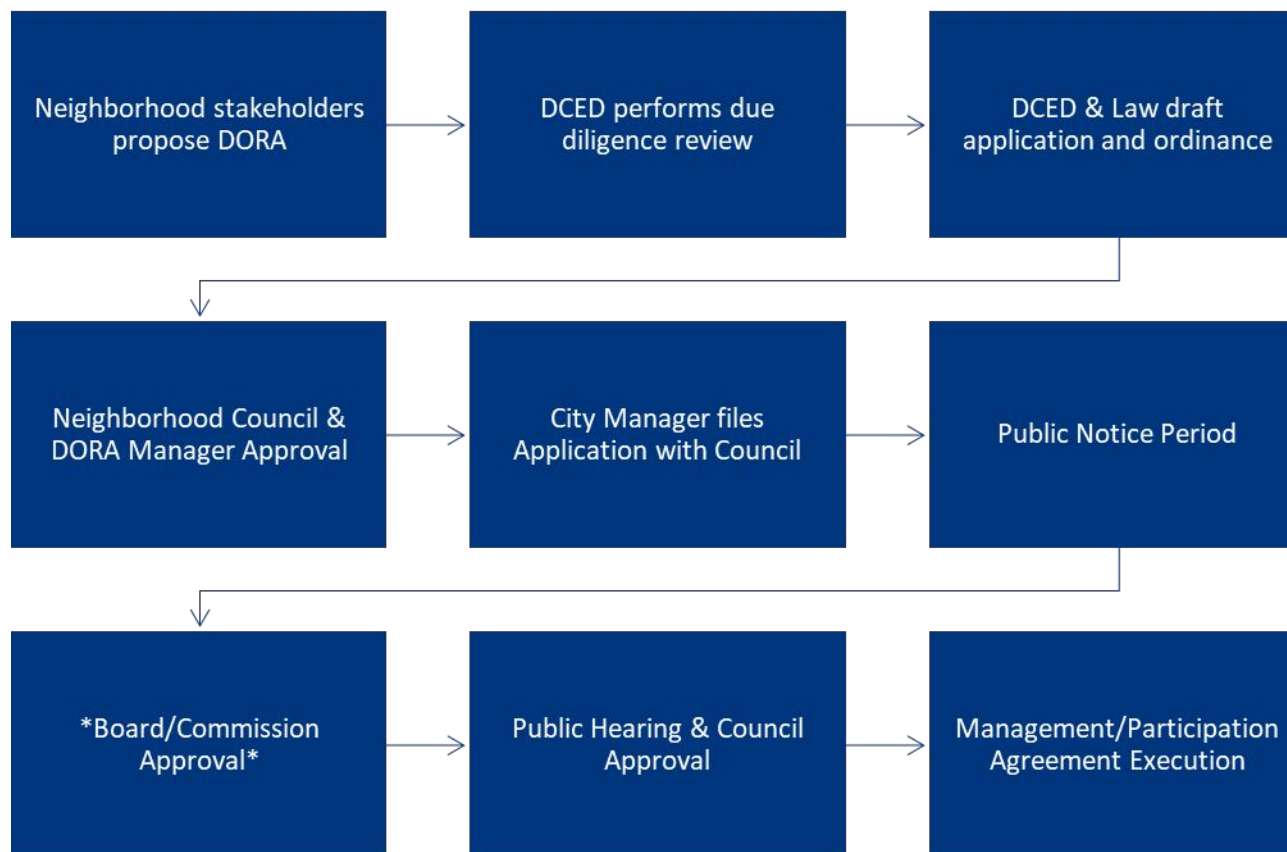 Neighborhood stakeholders
propose DORA
DCED performs due
diligence review
DCED & Law draft
application and ordinance
Neighborhood Council &
DORA Manager Approval
City Manager files
Application with Council
Public Notice Period
*Board/Commission
Approval*
Public Hearing & Council
Approval
Management/Participation
Agreement Execution